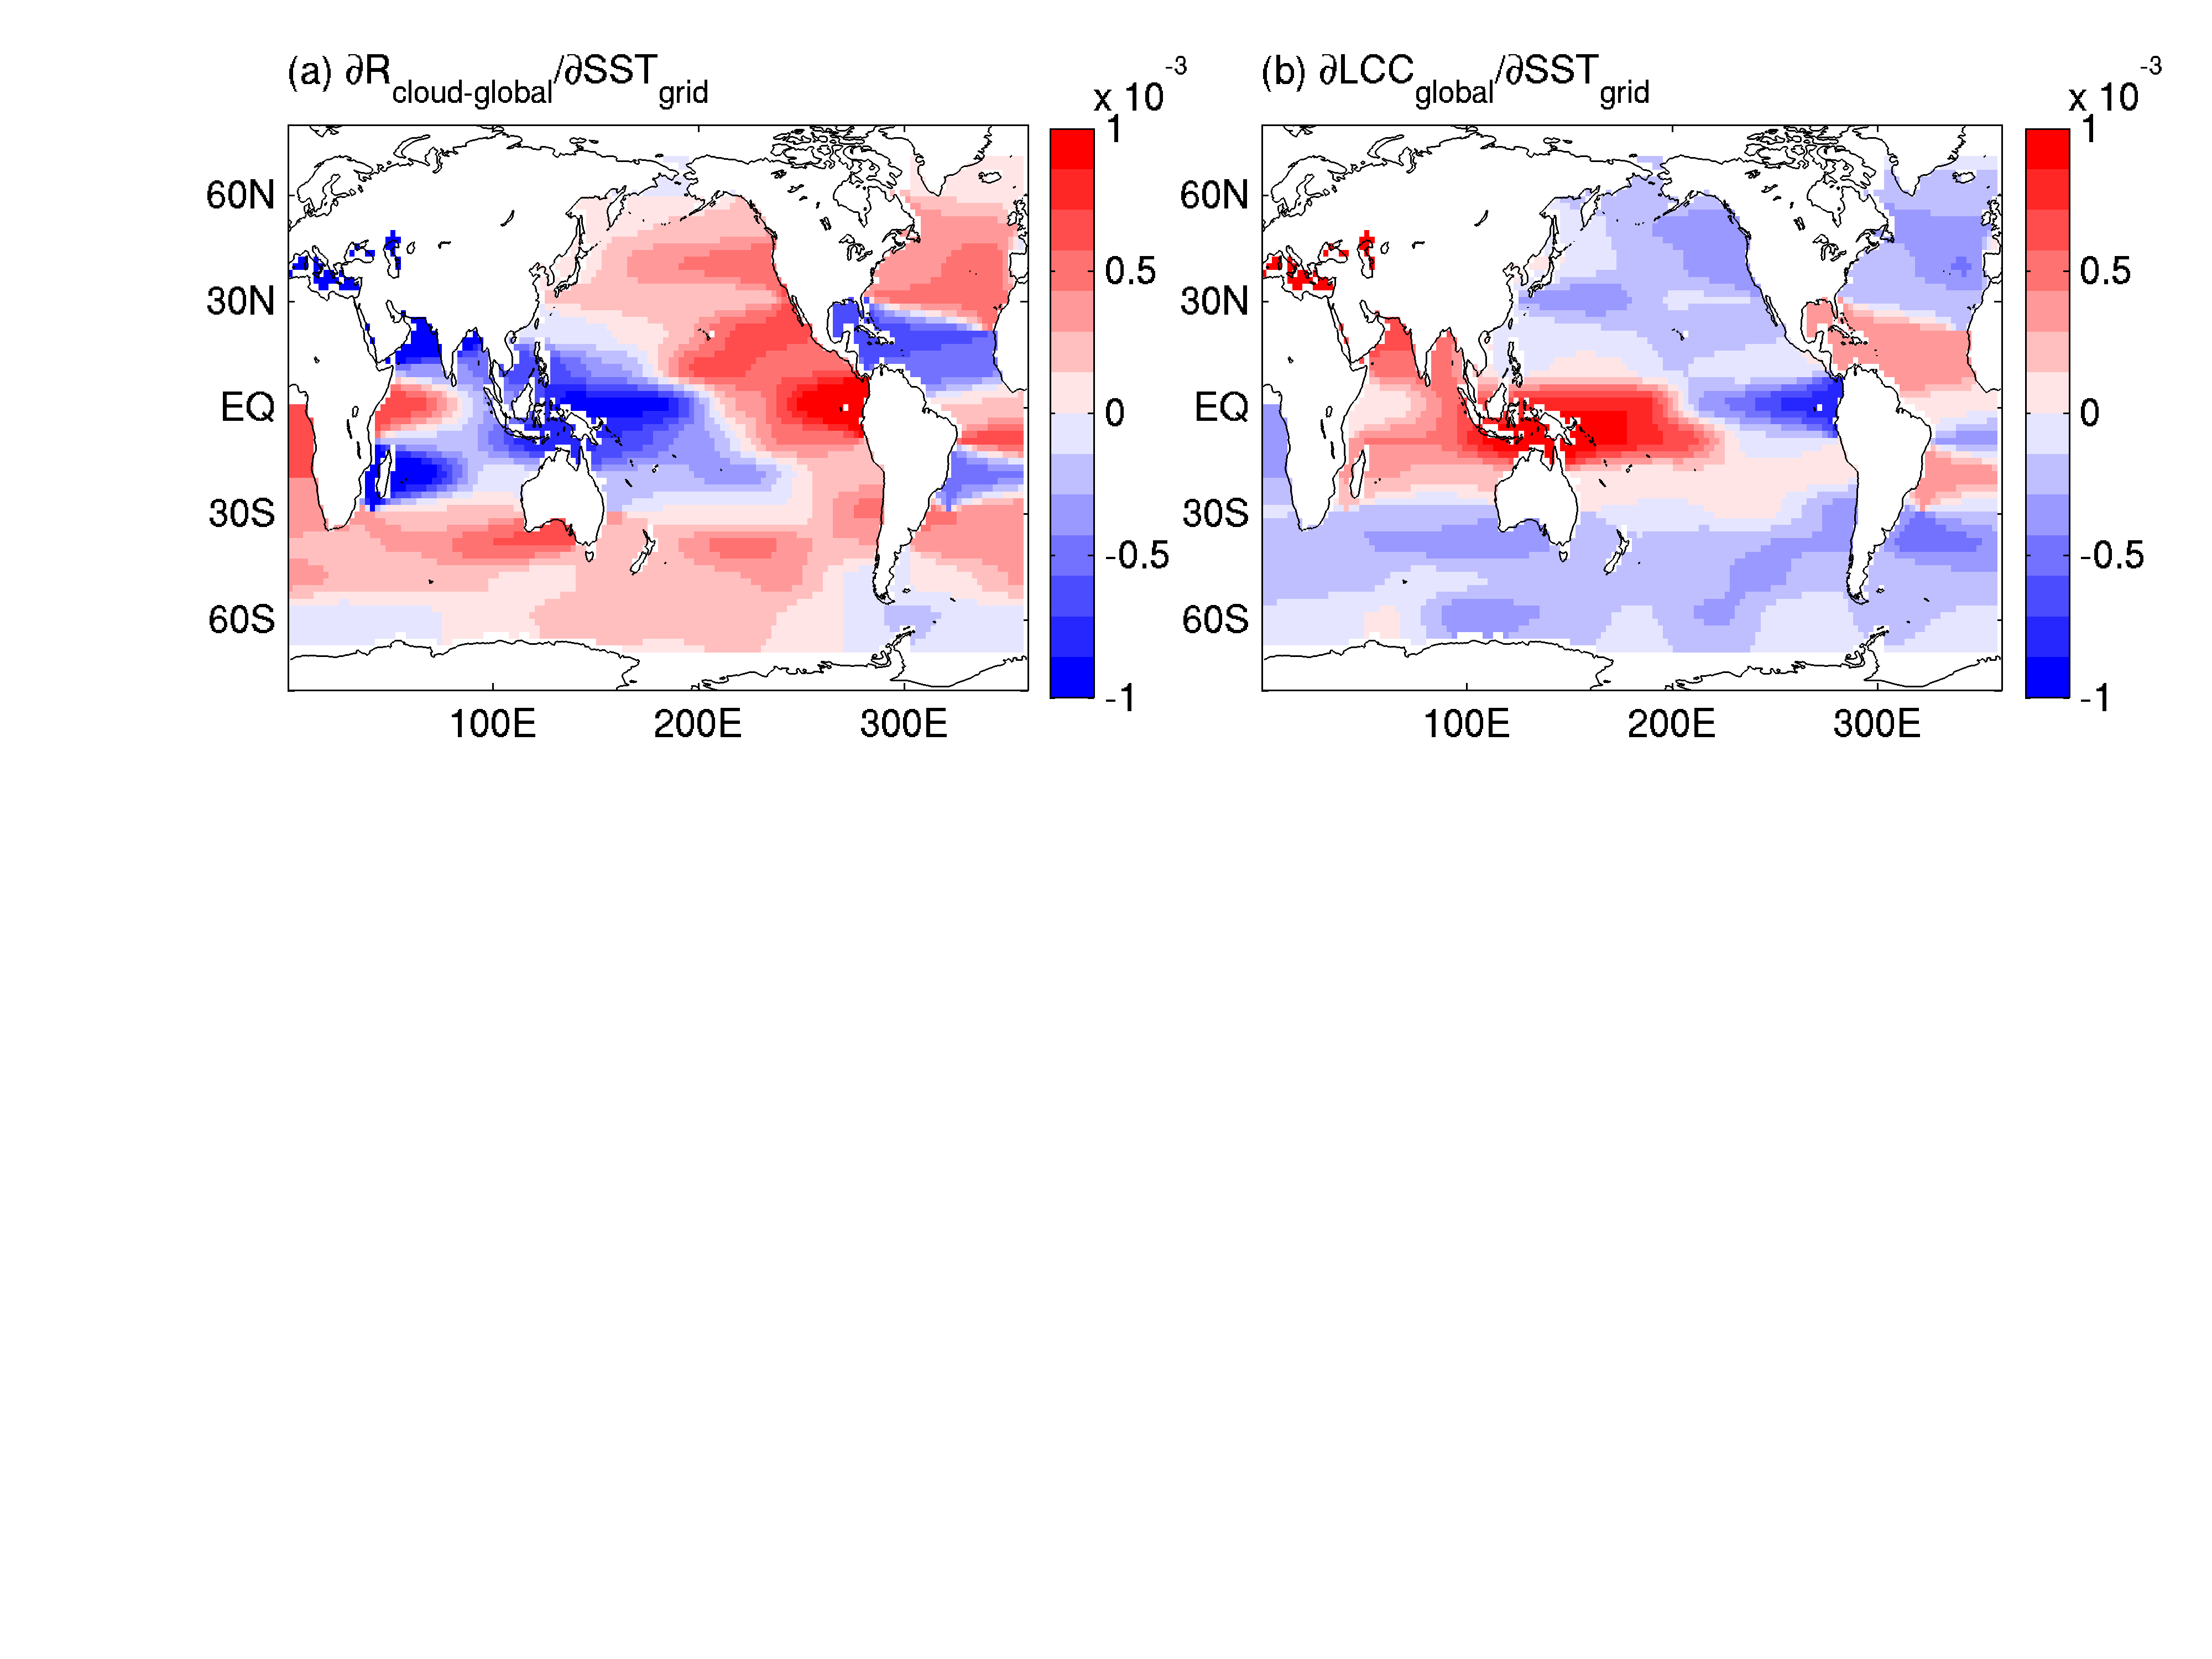 (a) ∂R_cloud-global/∂SST_grid
x 10^-3
1
0.5
0
-0.5
-1
60N
30N
EQ
30S
60S
100E 200E 300E
(b) ∂LCC_global/∂SST_grid
x 10^-3
1
0.5
0
-0.5
-1
60N
30N
EQ
30S
60S
100E 200E 300E